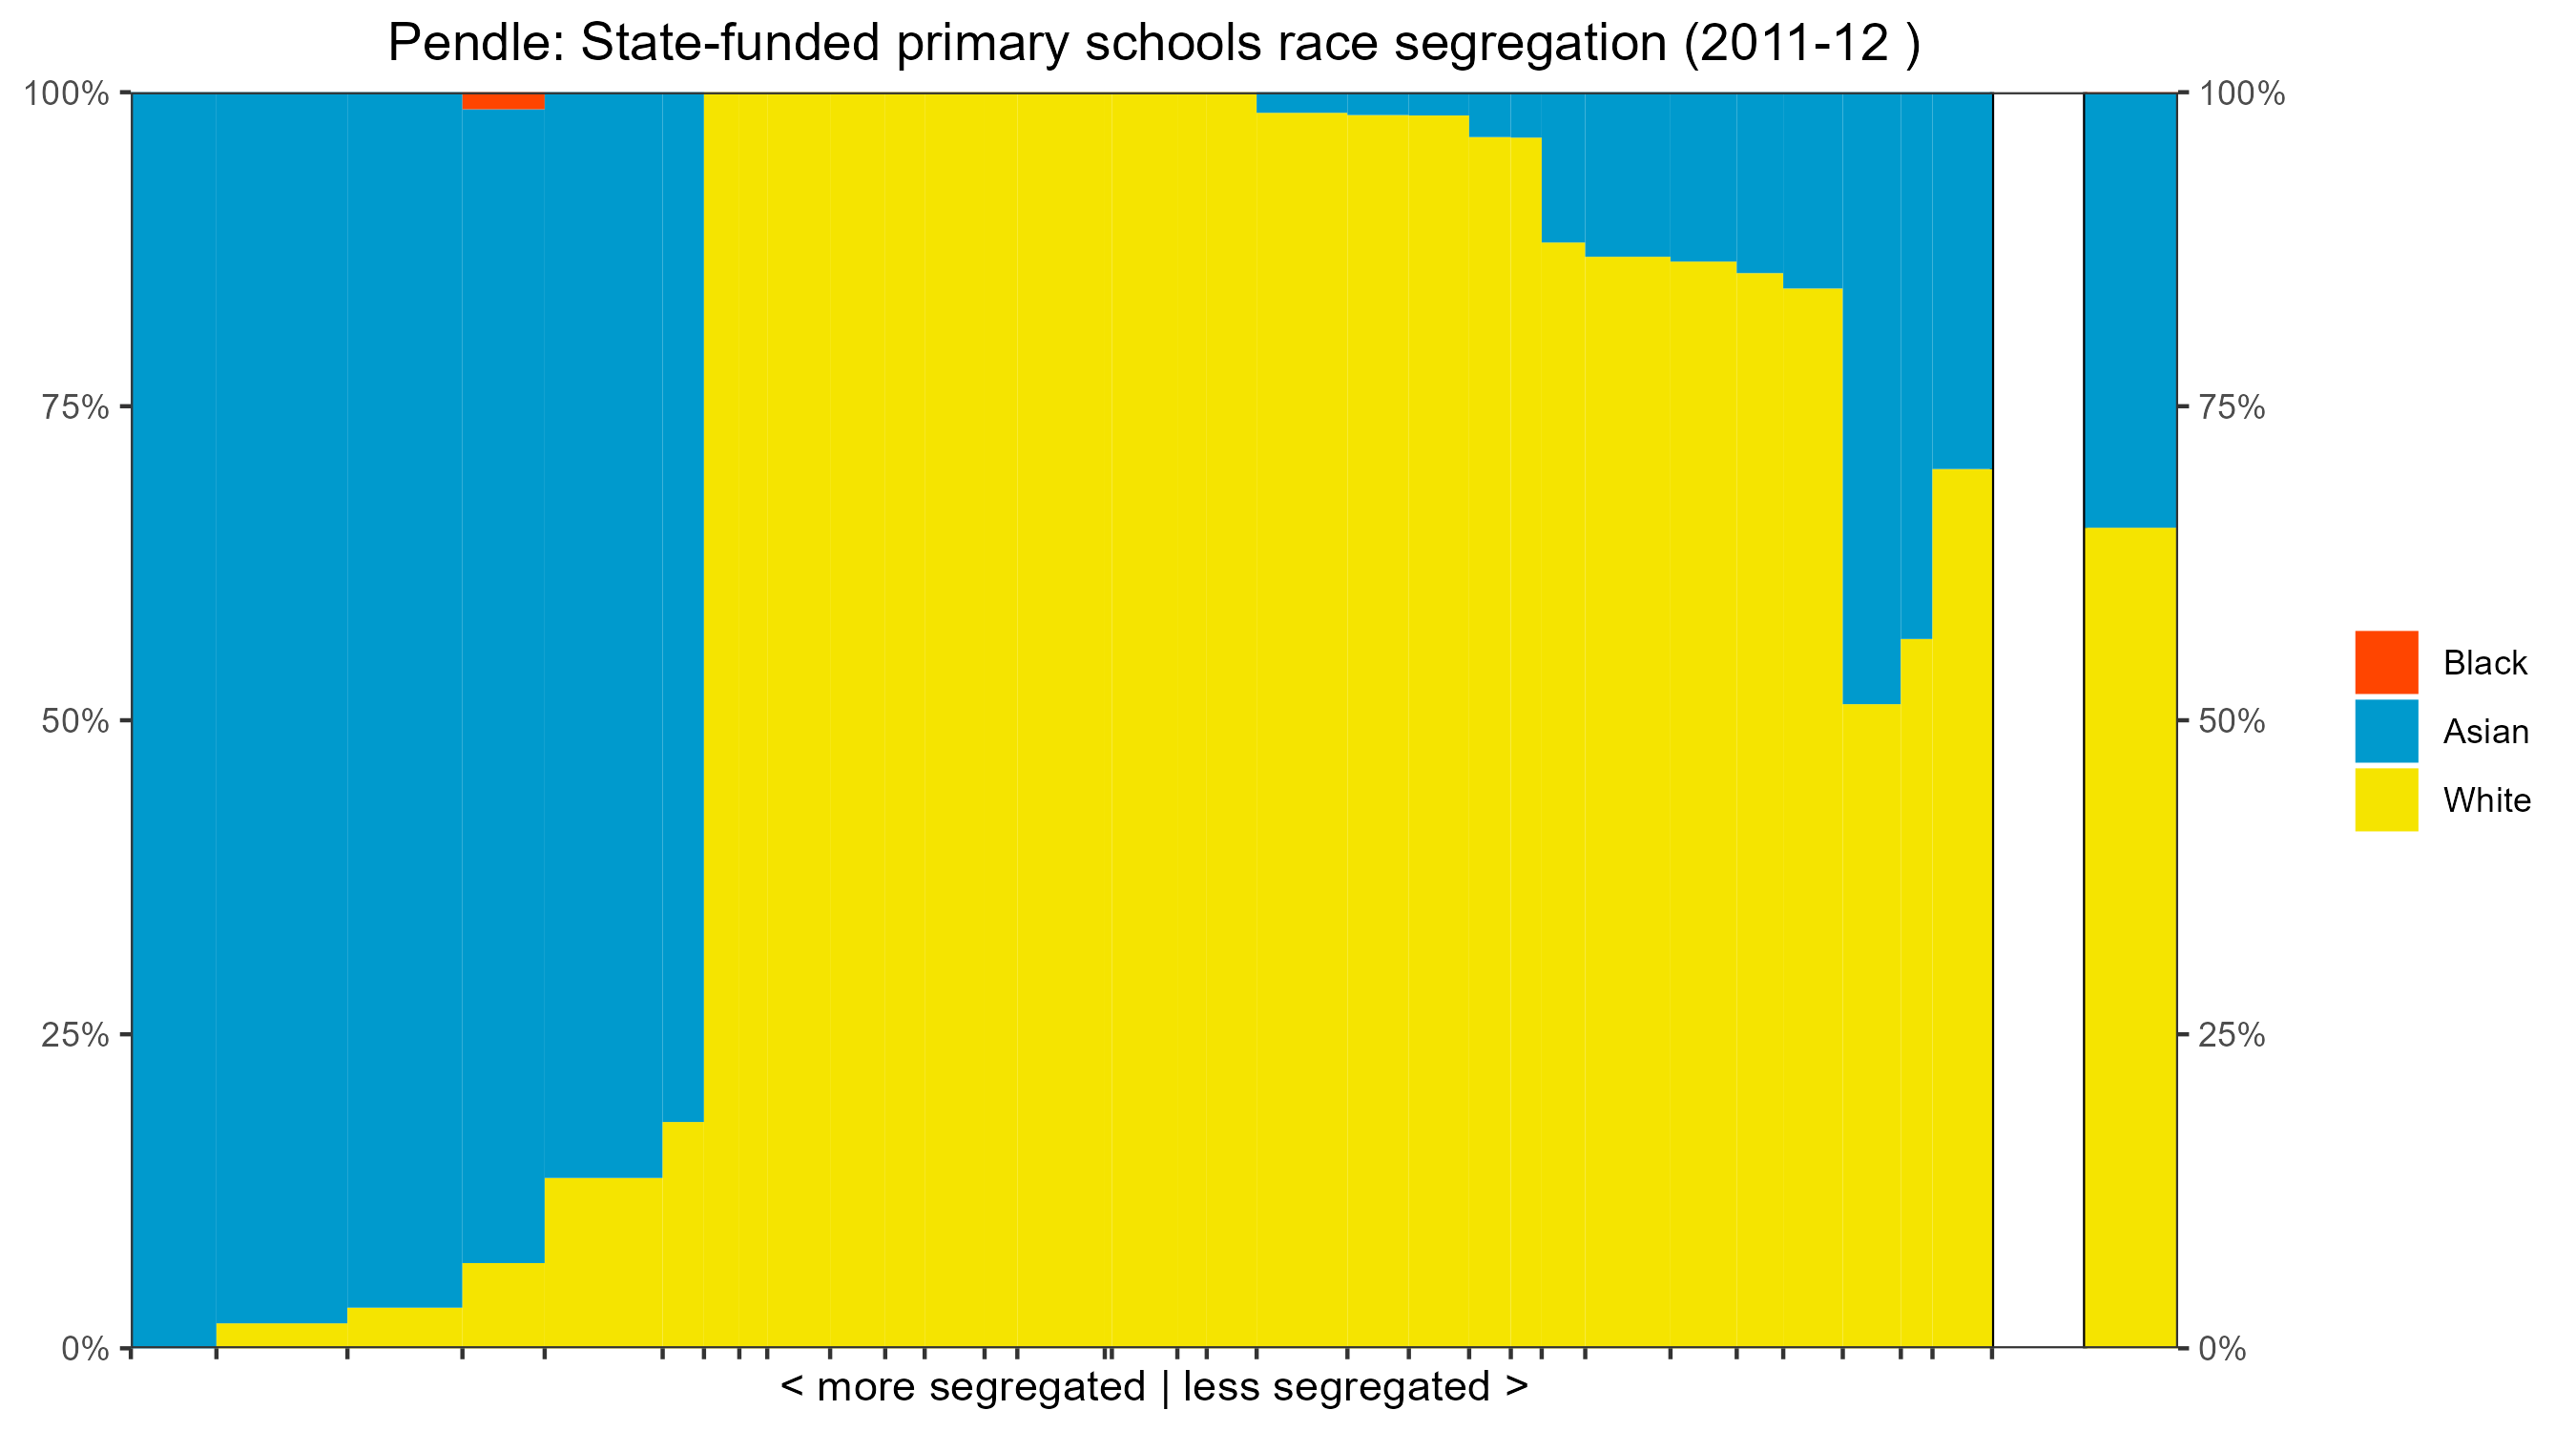 Pendle: State-funded primary schools race segregation (2011-12 )
100%
75%
50%
25%
0%
100%
75%
50%
25%
0%
Black
Asian
White
< more segregated | less segregated >